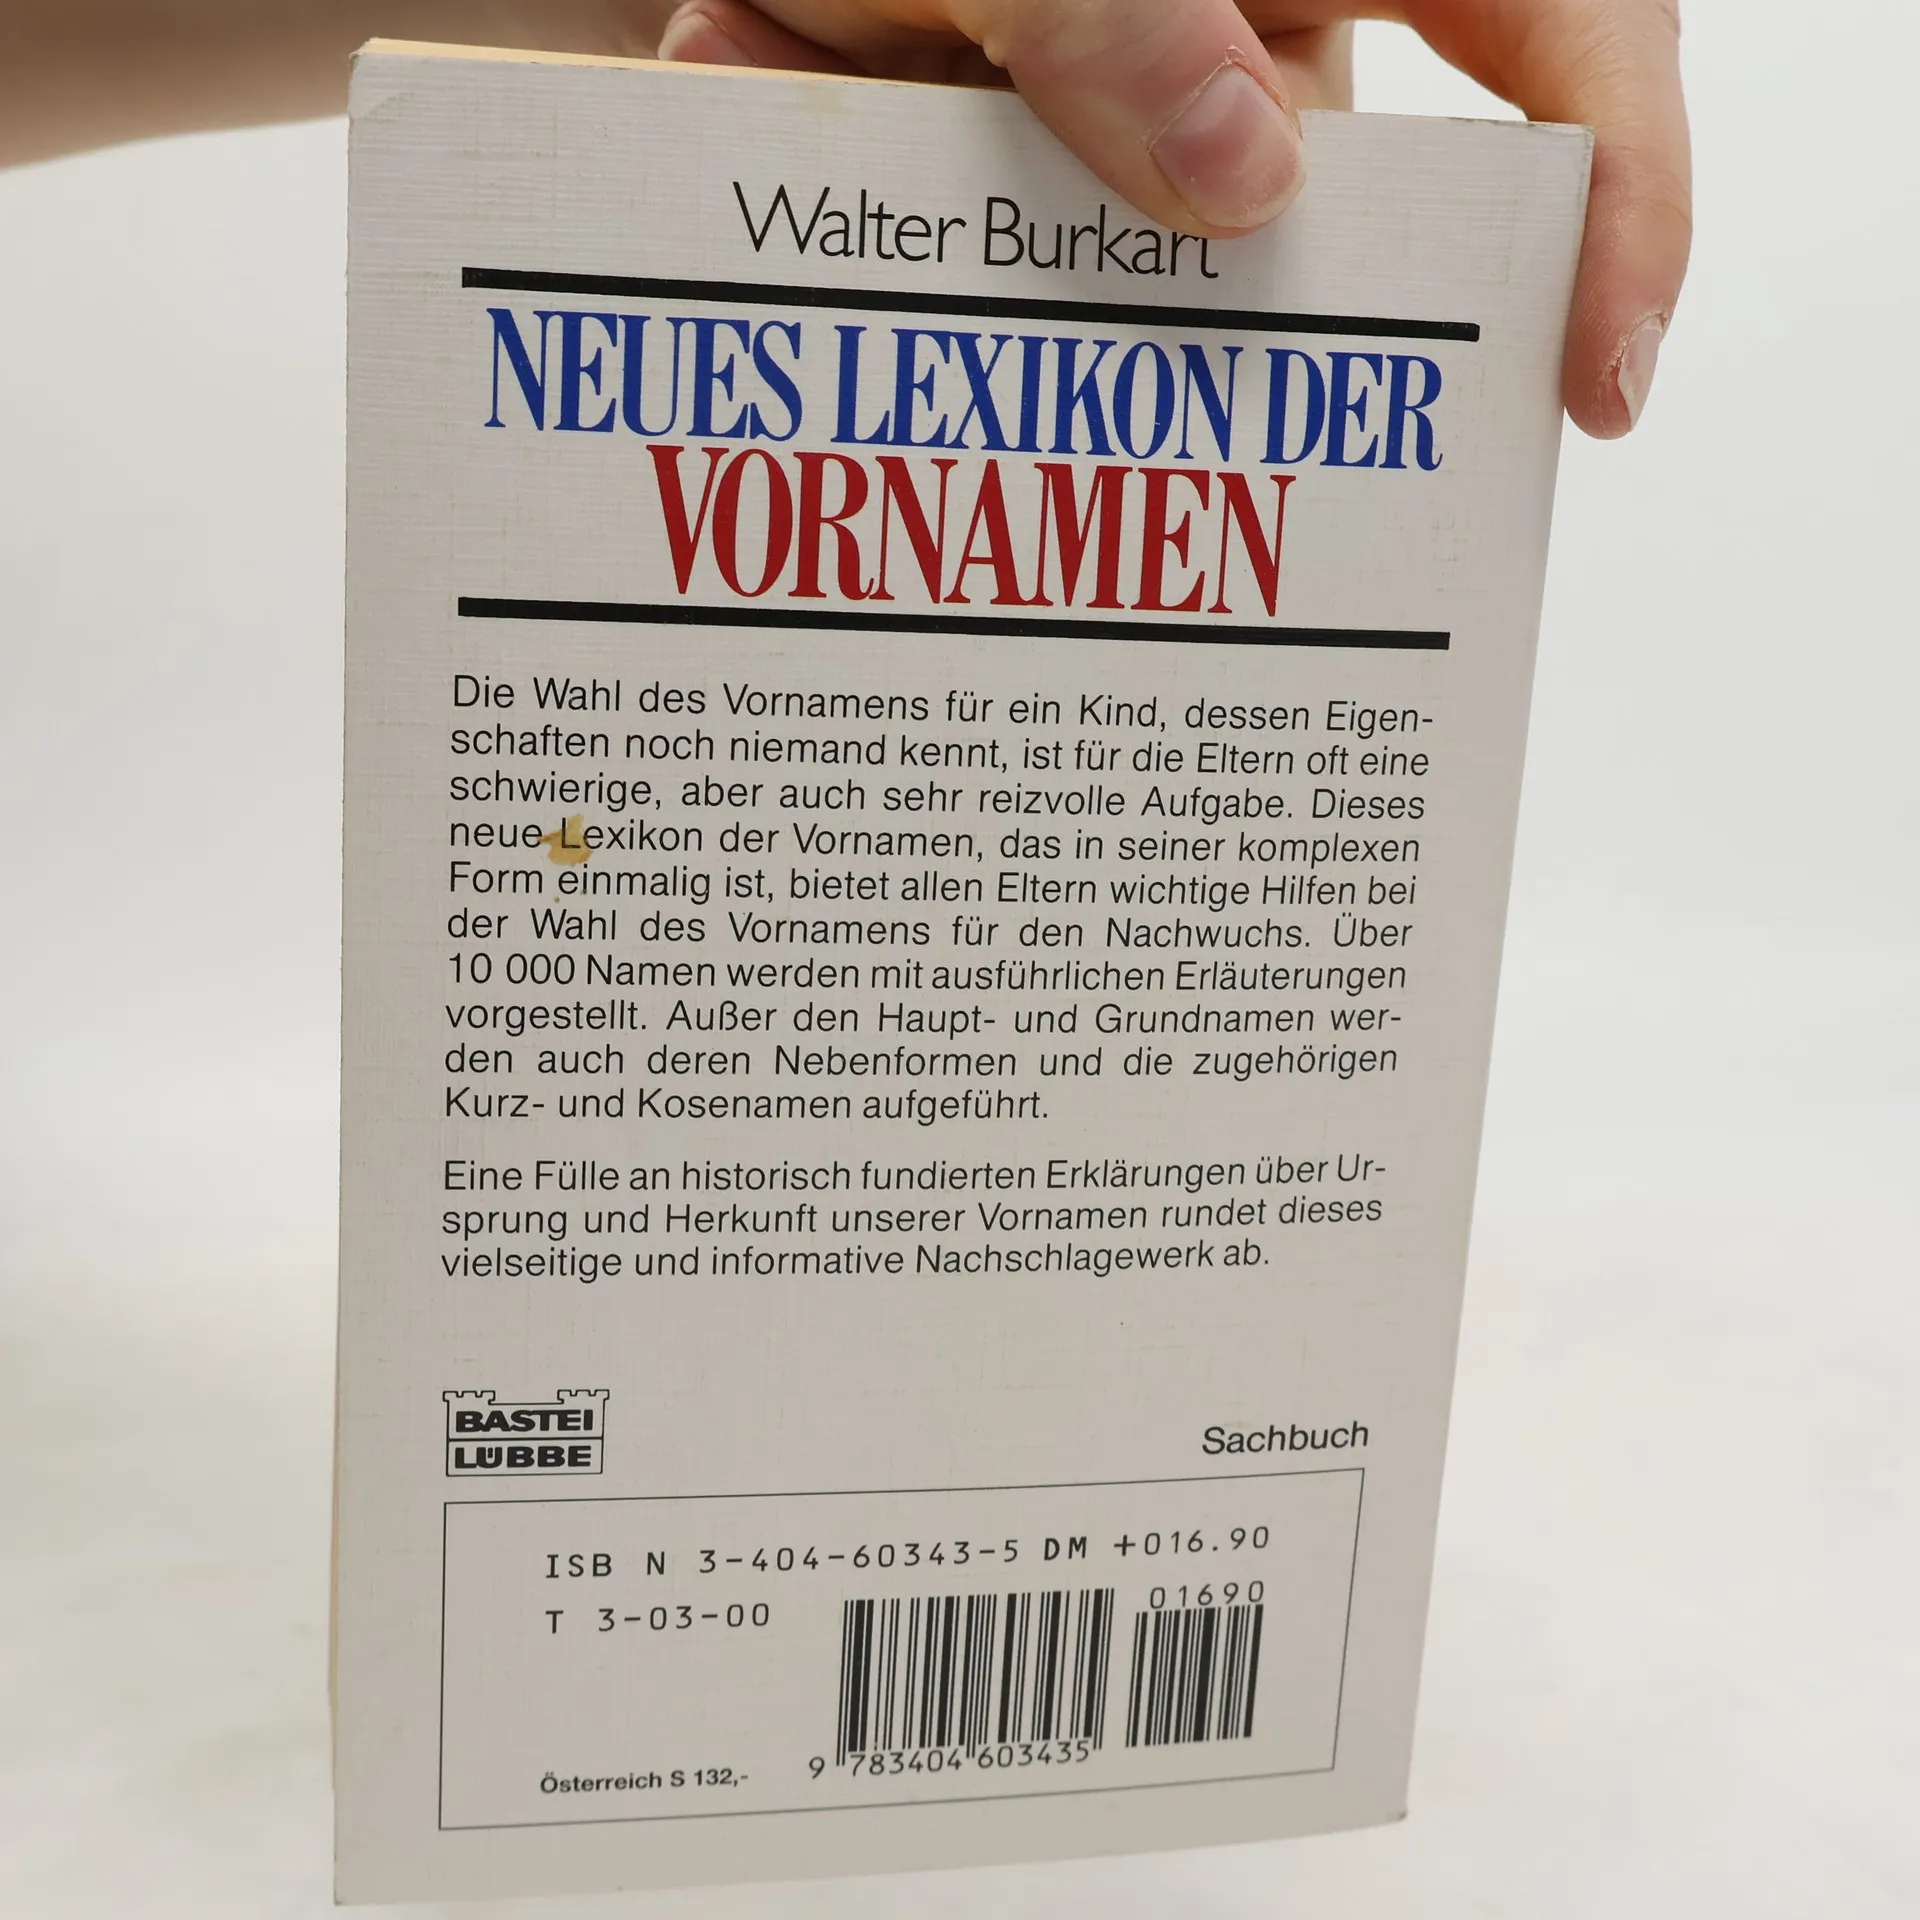 Walter Burkart
NEUES LEXIKON DER
VORNAMEN
Die Wahl des Vornamens für ein Kind, dessen Eigen-
schaften noch niemand kennt, ist für die Eltern oft eine
schwierige, aber auch sehr reizvolle Aufgabe. Dieses
neue Lexikon der Vornamen, das in seiner komplexen
Form einmalig ist, bietet allen Eltern wichtige Hilfen bei
der Wahl des Vornamens für den Nachwuchs. Über
10 000 Namen werden mit ausführlichen Erläuterungen
vorgestellt. Außer den Haupt- und Grundnamen wer-
den auch deren Nebenformen und die zugehörigen
Kurz- und Kosenamen aufgeführt.
Eine Fülle an historisch fundierten Erklärungen über Ur-
sprung und Herkunft unserer Vornamen rundet dieses
vielseitige und informative Nachschlagewerk ab.
BASTEI
LÜBBE
Sachbuch
ISB N 3-404-60343-5 DM +016.90
T 3-03-00
01690
9 783404 603435
Österreich S 132,-